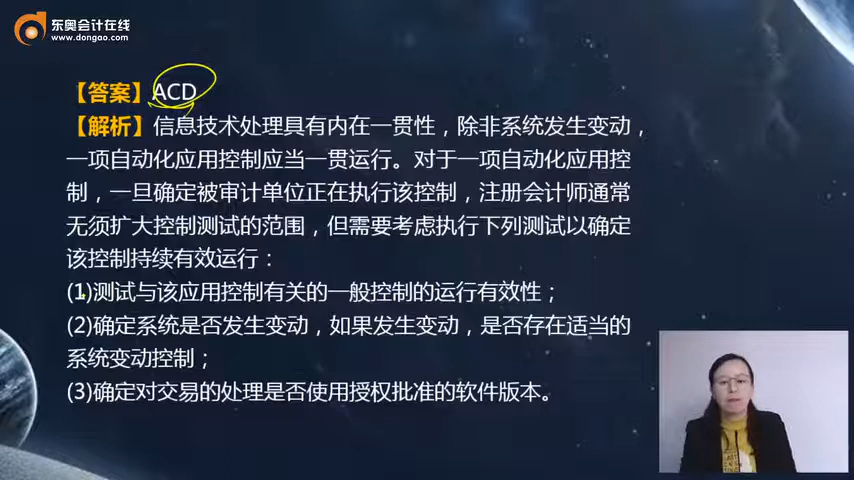 东奥会计在线
www.dongao.com
【答案】ACD
【解析】信息技术处理具有内在一贯性，除非系统发生变动，
一项自动化应用控制应当一贯运行。对于一项自动化应用控
制，一旦确定被审计单位正在执行该控制，注册会计师通常
无须扩大控制测试的范围，但需要考虑执行下列测试以确定
该控制持续有效运行：
(1)测试与该应用控制有关的一般控制的运行有效性；
(2)确定系统是否发生变动，如果发生变动，是否存在适当的
系统变动控制；
(3)确定对交易的处理是否使用授权批准的软件版本。